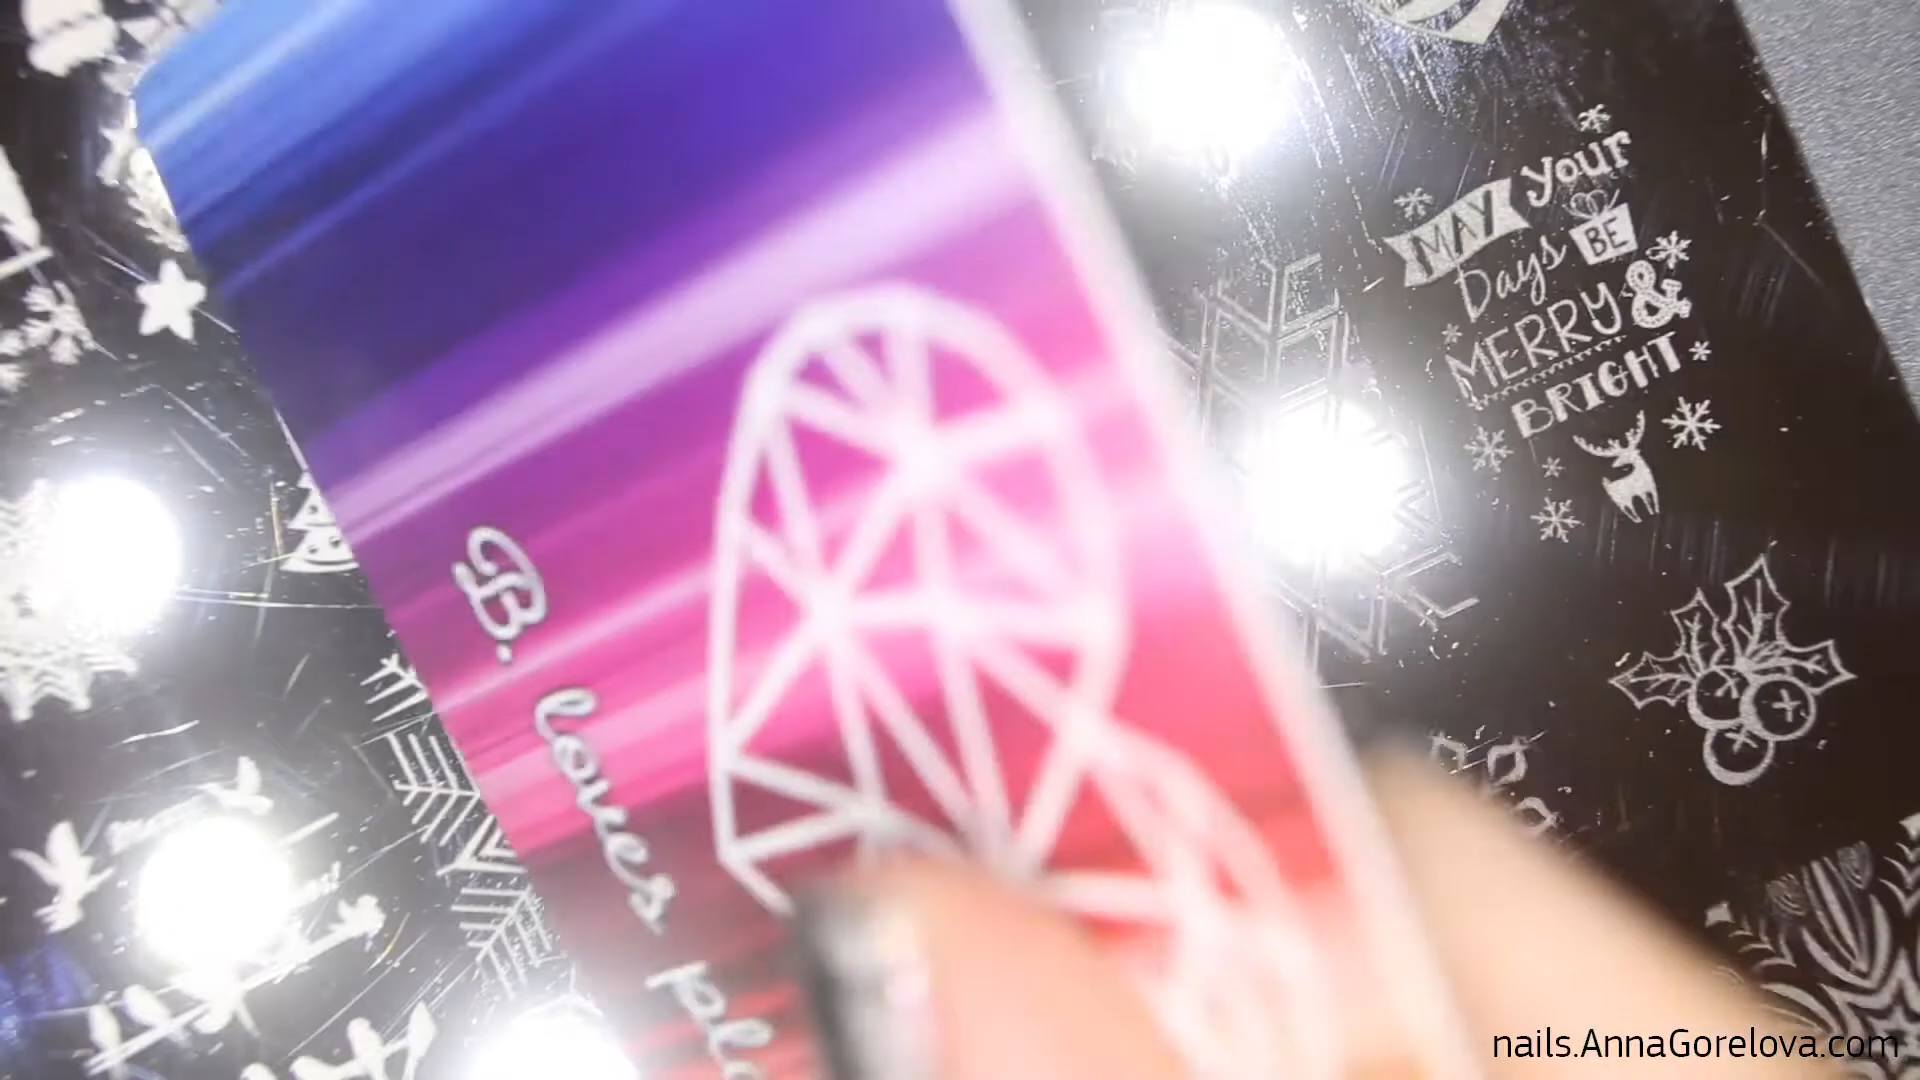 MAY Your
Days BE
MERRY &
BRIGHT
B. loves
nails.AnnaGorelova.com